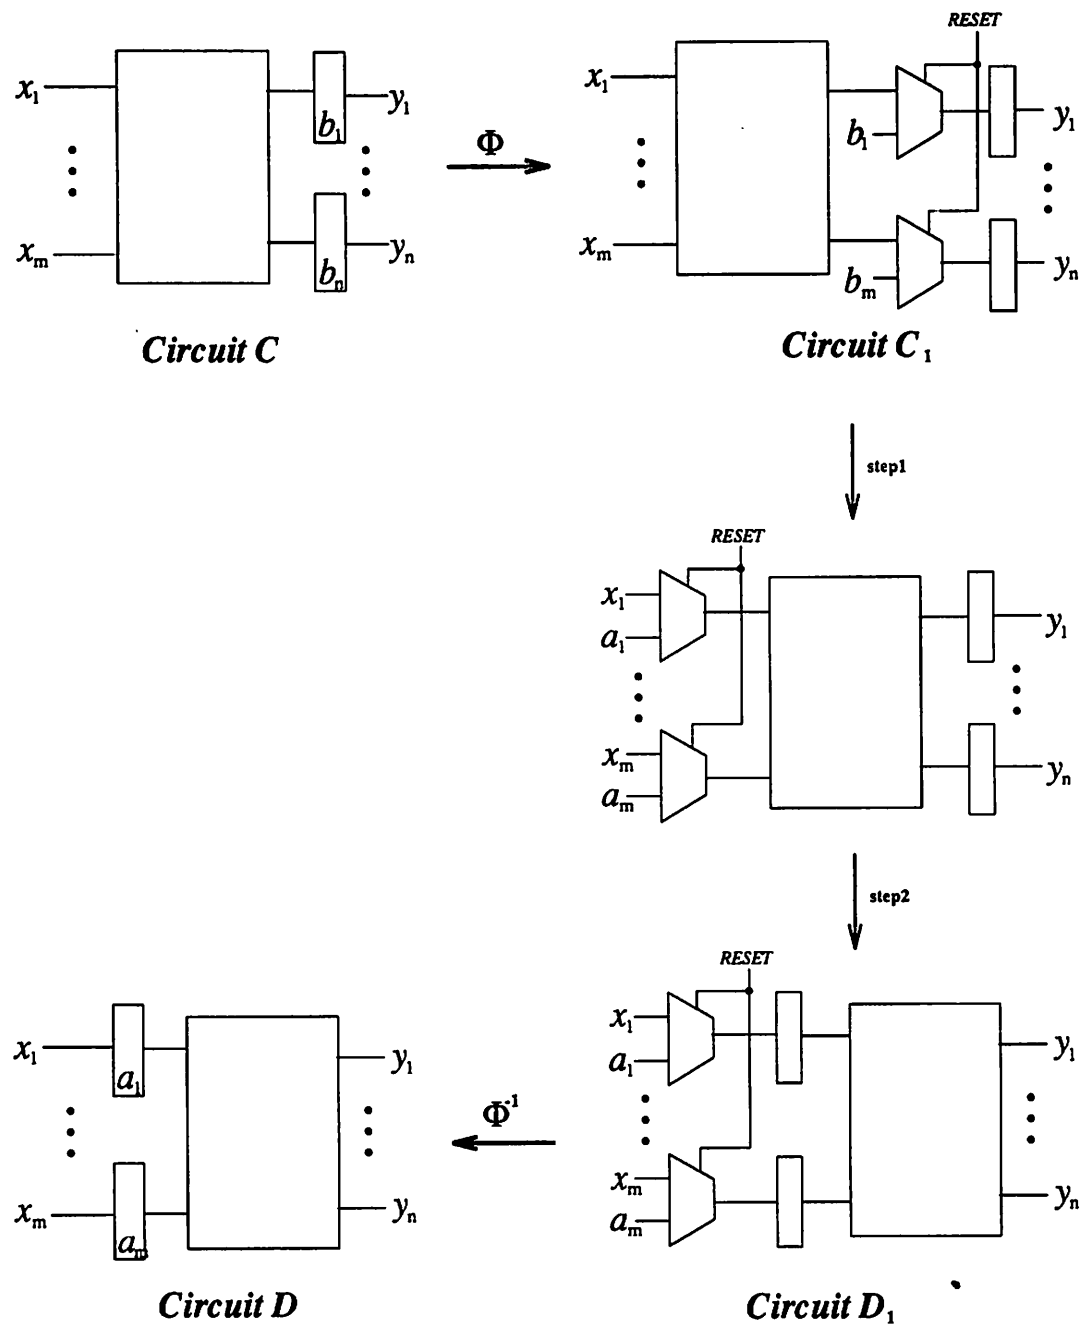 RESET
x₁ b₁ y₁
Φ
x₁ b₁ y₁
xₘ bₙ yₙ
xₘ bₘ yₙ
Circuit C
Circuit C₁
step1
RESET
x₁
a₁ y₁
xₘ
aₘ yₙ
step2
RESET
x₁ a₁ y₁
x₁
a₁ y₁
Φ⁻¹
xₘ aₘ yₙ
xₘ
aₘ yₙ
Circuit D
Circuit D₁